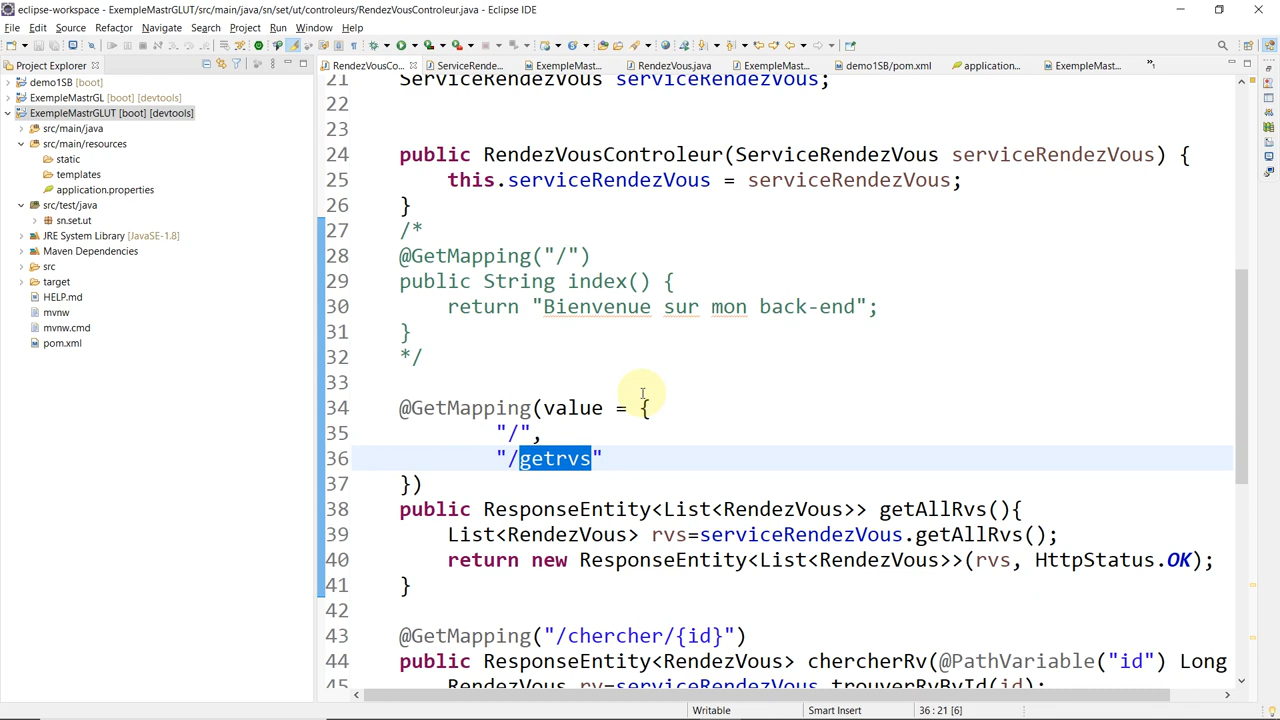 eclipse-workspace - ExempleMastrGLUT/src/main/java/sn/set/ut/controleurs/RendezVousControleur.java - Eclipse IDE
File Edit Source Refactor Navigate Search Project Run Window Help
Project Explorer
RendezVousCo... ServiceRende... ExempleMast... RendezVous.java ExempleMast... demo1SB/pom.xml application... ExempleMast...
demo1SB [boot]
ExempleMastrGL [boot] [devtools]
ExempleMastrGLUT [boot] [devtools]
src/main/java
src/main/resources
static
templates
application.properties
src/test/java
sn.set.ut
JRE System Library [JavaSE-1.8]
Maven Dependencies
src
target
HELP.md
mvnw
mvnw.cmd
pom.xml
21 ServiceRendezVous serviceRendezVous;
22
23
24 public RendezVousControleur(ServiceRendezVous serviceRendezVous) {
25 this.serviceRendezVous = serviceRendezVous;
26 }
27 /*
28 @GetMapping("/")
29 public String index() {
30 return "Bienvenue sur mon back-end";
31 }
32 */
33
34 @GetMapping(value = {
35 "/",
36 "/getrvs"
37 })
38 public ResponseEntity<List<RendezVous>> getAllRvs(){
39 List<RendezVous> rvs=serviceRendezVous.getAllRvs();
40 return new ResponseEntity<List<RendezVous>>(rvs, HttpStatus.OK);
41 }
42
43 @GetMapping("/chercher/{id}")
44 public ResponseEntity<RendezVous> chercherRv(@PathVariable("id") Long
45 RendezVous rv=serviceRendezVous.trouverRvById(id);
Writable Smart Insert 36 : 21 [6]